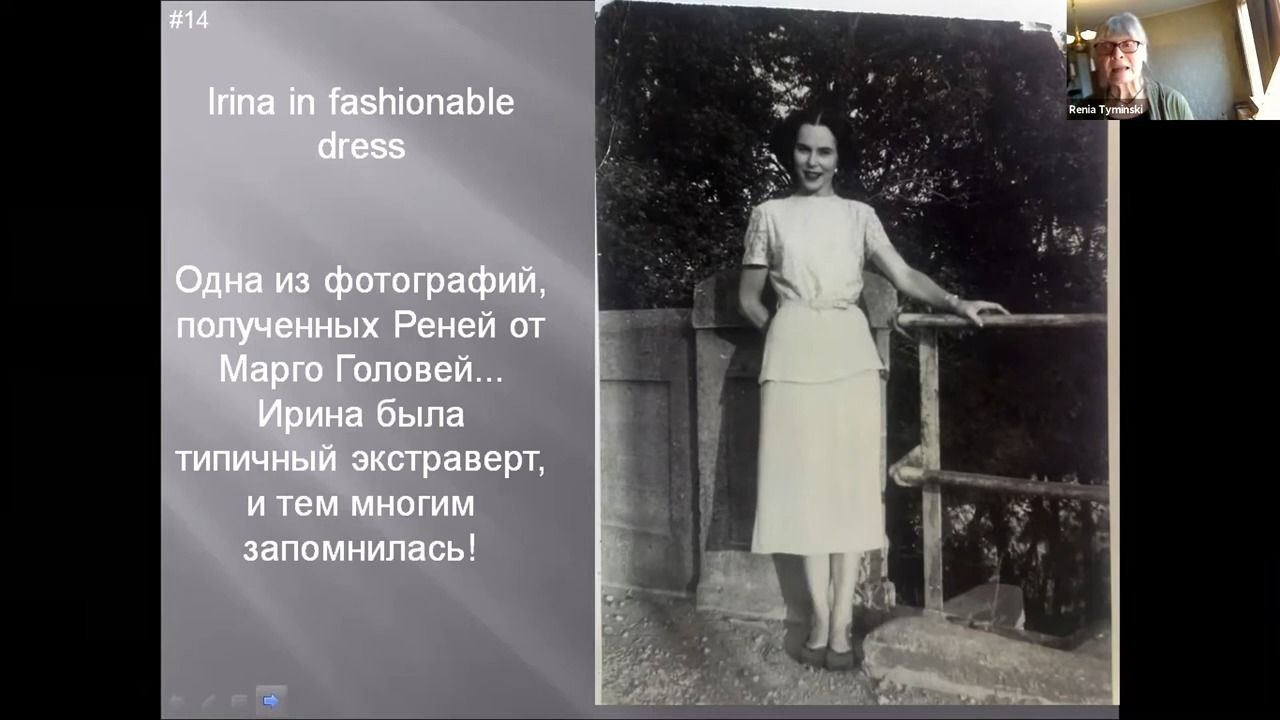 #14
Irina in fashionable
dress
Одна из фотографий,
полученных Реней от
Марго Головей...
Ирина была
типичный экстраверт,
и тем многим
запомнилась!
Renia Tyminski